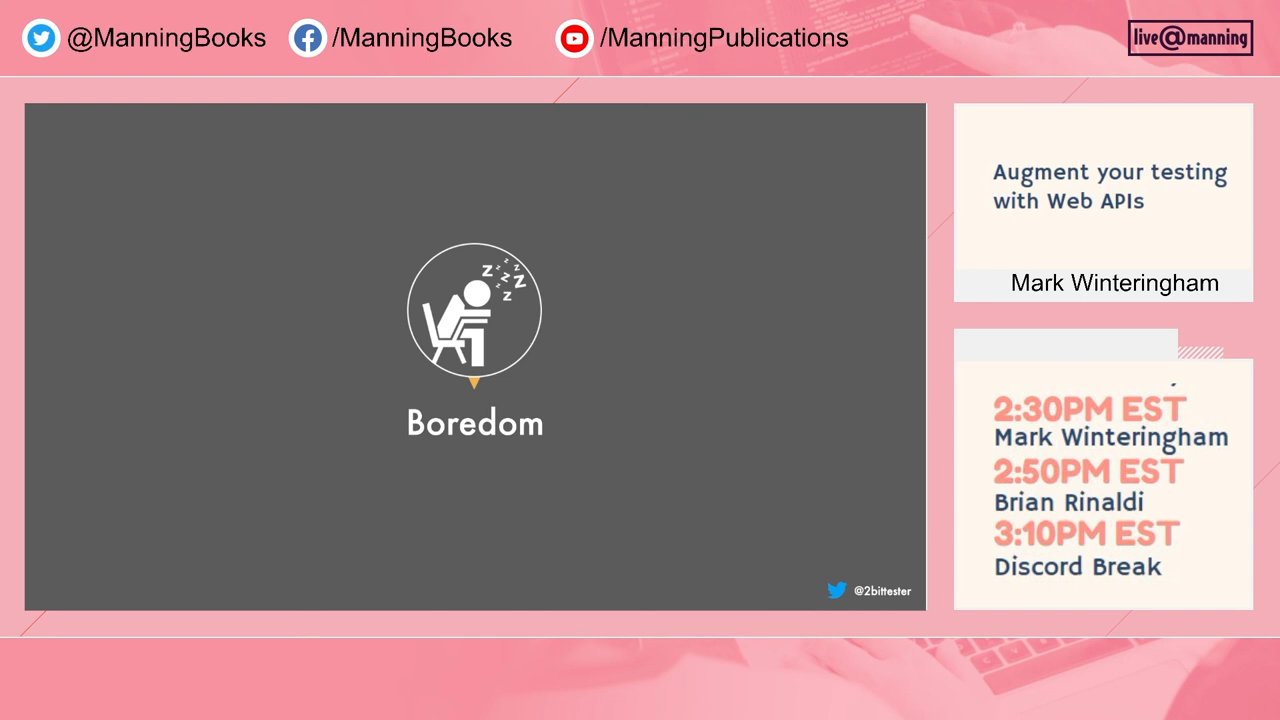 @ManningBooks
/ManningBooks
/ManningPublications
live@manning
Augment your testing
with Web APIs
Mark Winteringham
z z z z z z z z
Boredom
@2bittester
2:30PM EST
Mark Winteringham
2:50PM EST
Brian Rinaldi
3:10PM EST
Discord Break